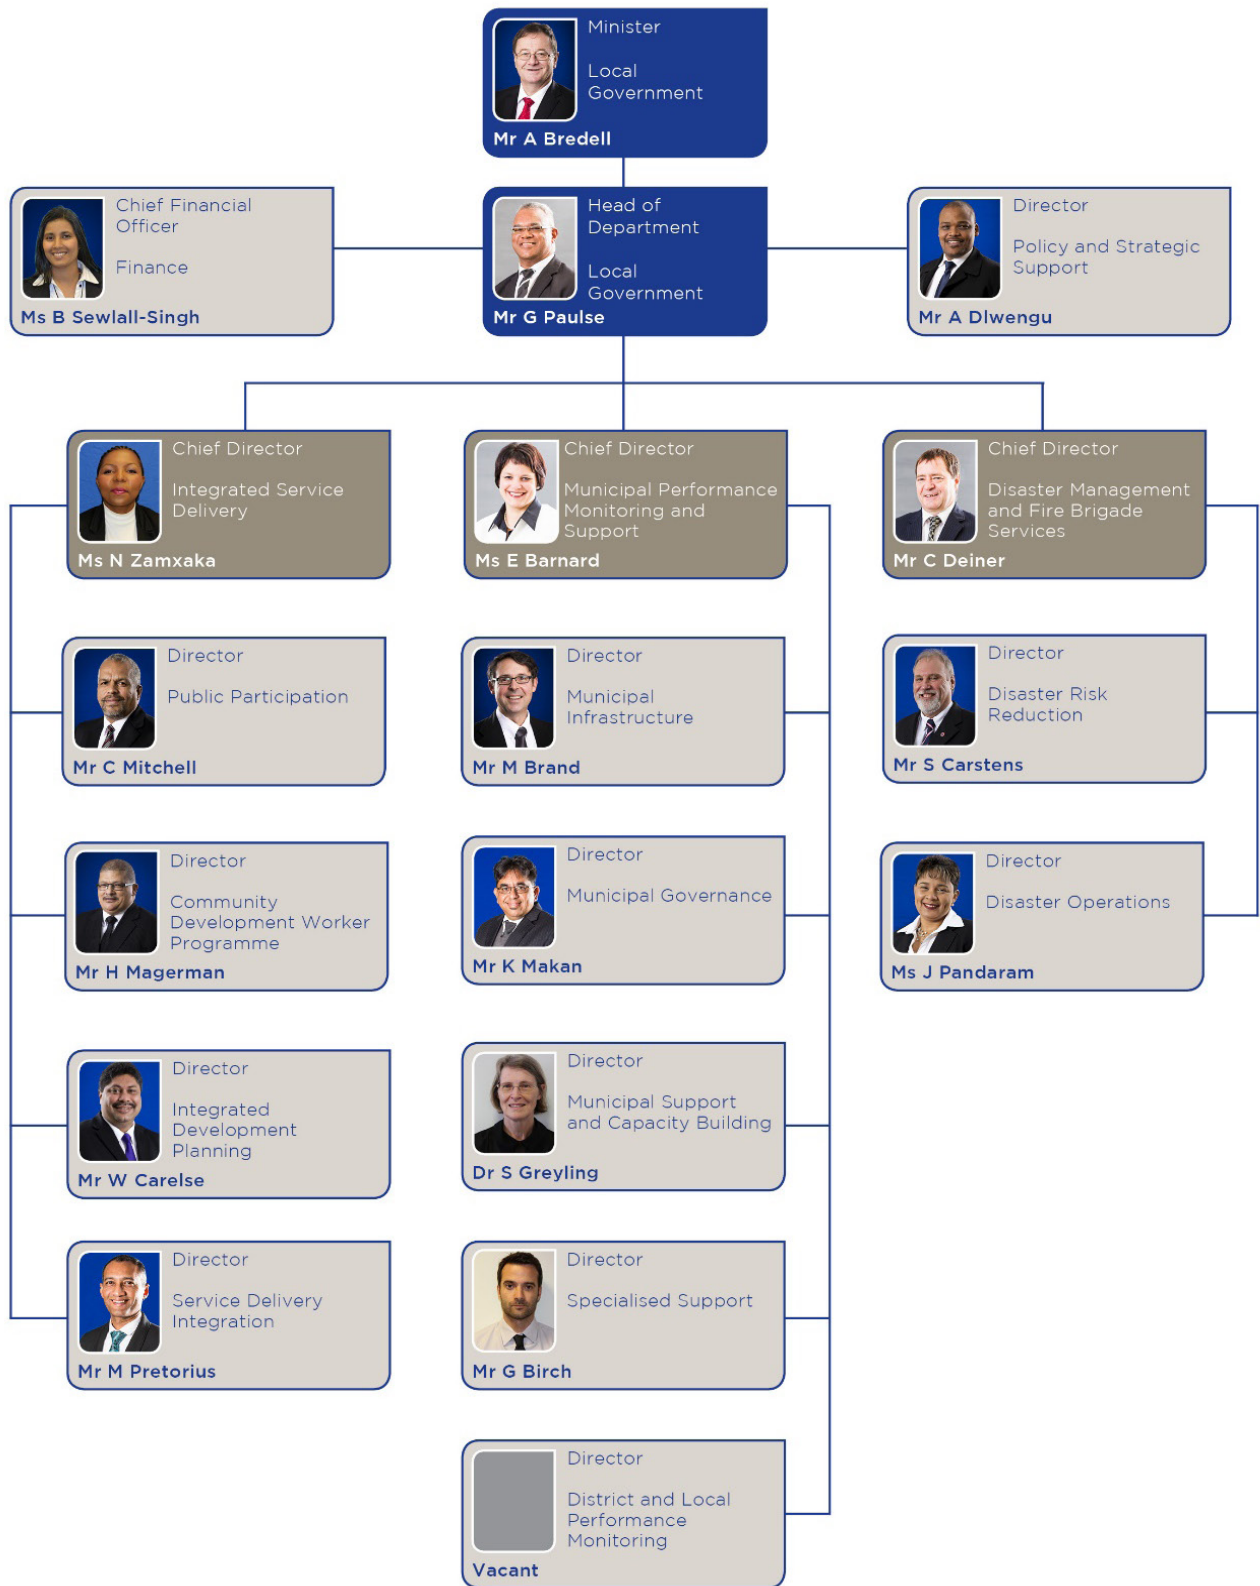 Minister
Local
Government
Mr A Bredell
Chief Financial
Officer
Finance
Ms B Sewlall-Singh
Head of
Department
Local
Government
Mr G Paulse
Director
Policy and Strategic
Support
Mr A Dlwengu
Chief Director
Integrated Service
Delivery
Ms N Zamxaka
Chief Director
Municipal Performance
Monitoring and
Support
Ms E Barnard
Chief Director
Disaster Management
and Fire Brigade
Services
Mr C Deiner
Director
Public Participation
Mr C Mitchell
Director
Municipal
Infrastructure
Mr M Brand
Director
Disaster Risk
Reduction
Mr S Carstens
Director
Community
Development Worker
Programme
Mr H Magerman
Director
Municipal Governance
Mr K Makan
Director
Disaster Operations
Ms J Pandaram
Director
Integrated
Development
Planning
Mr W Carelse
Director
Municipal Support
and Capacity Building
Dr S Greyling
Director
Service Delivery
Integration
Mr M Pretorius
Director
Specialised Support
Mr G Birch
Director
District and Local
Performance
Monitoring
Vacant